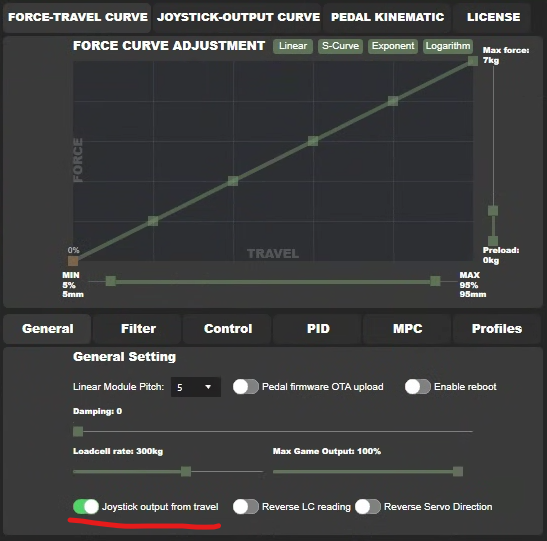 FORCE-TRAVEL CURVE JOYSTICK-OUTPUT CURVE PEDAL KINEMATIC LICENSE
FORCE CURVE ADJUSTMENT Linear S-Curve Exponent Logarithm
Max force:
7kg
FORCE
0%
TRAVEL
Preload:
0kg
MIN
5%
5mm
MAX
95%
95mm
General Filter Control PID MPC Profiles
General Setting
Linear Module Pitch: 5 Pedal firmware OTA upload Enable reboot
Damping: 0
Loadcell rate: 300kg Max Game Output: 100%
Joystick output from travel Reverse LC reading Reverse Servo Direction